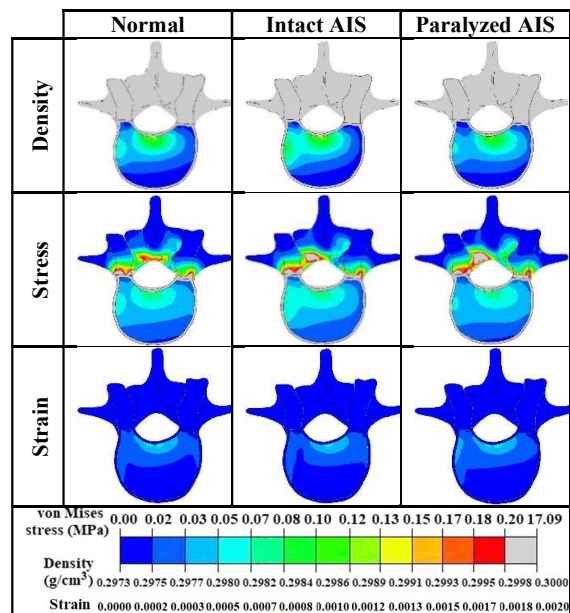 Normal Intact AIS Paralyzed AIS
Density
Stress
Strain
von Mises
stress (MPa)
0.00 0.02 0.03 0.05 0.07 0.08 0.10 0.12 0.13 0.15 0.17 0.18 0.20 17.09
Density
(g/cm³)
0.2973 0.2975 0.2977 0.2980 0.2982 0.2984 0.2986 0.2989 0.2991 0.2993 0.2995 0.2998 0.3000
Strain
0.0000 0.0002 0.0003 0.0005 0.0007 0.0008 0.0010 0.0012 0.0013 0.0015 0.0017 0.0018 0.0020